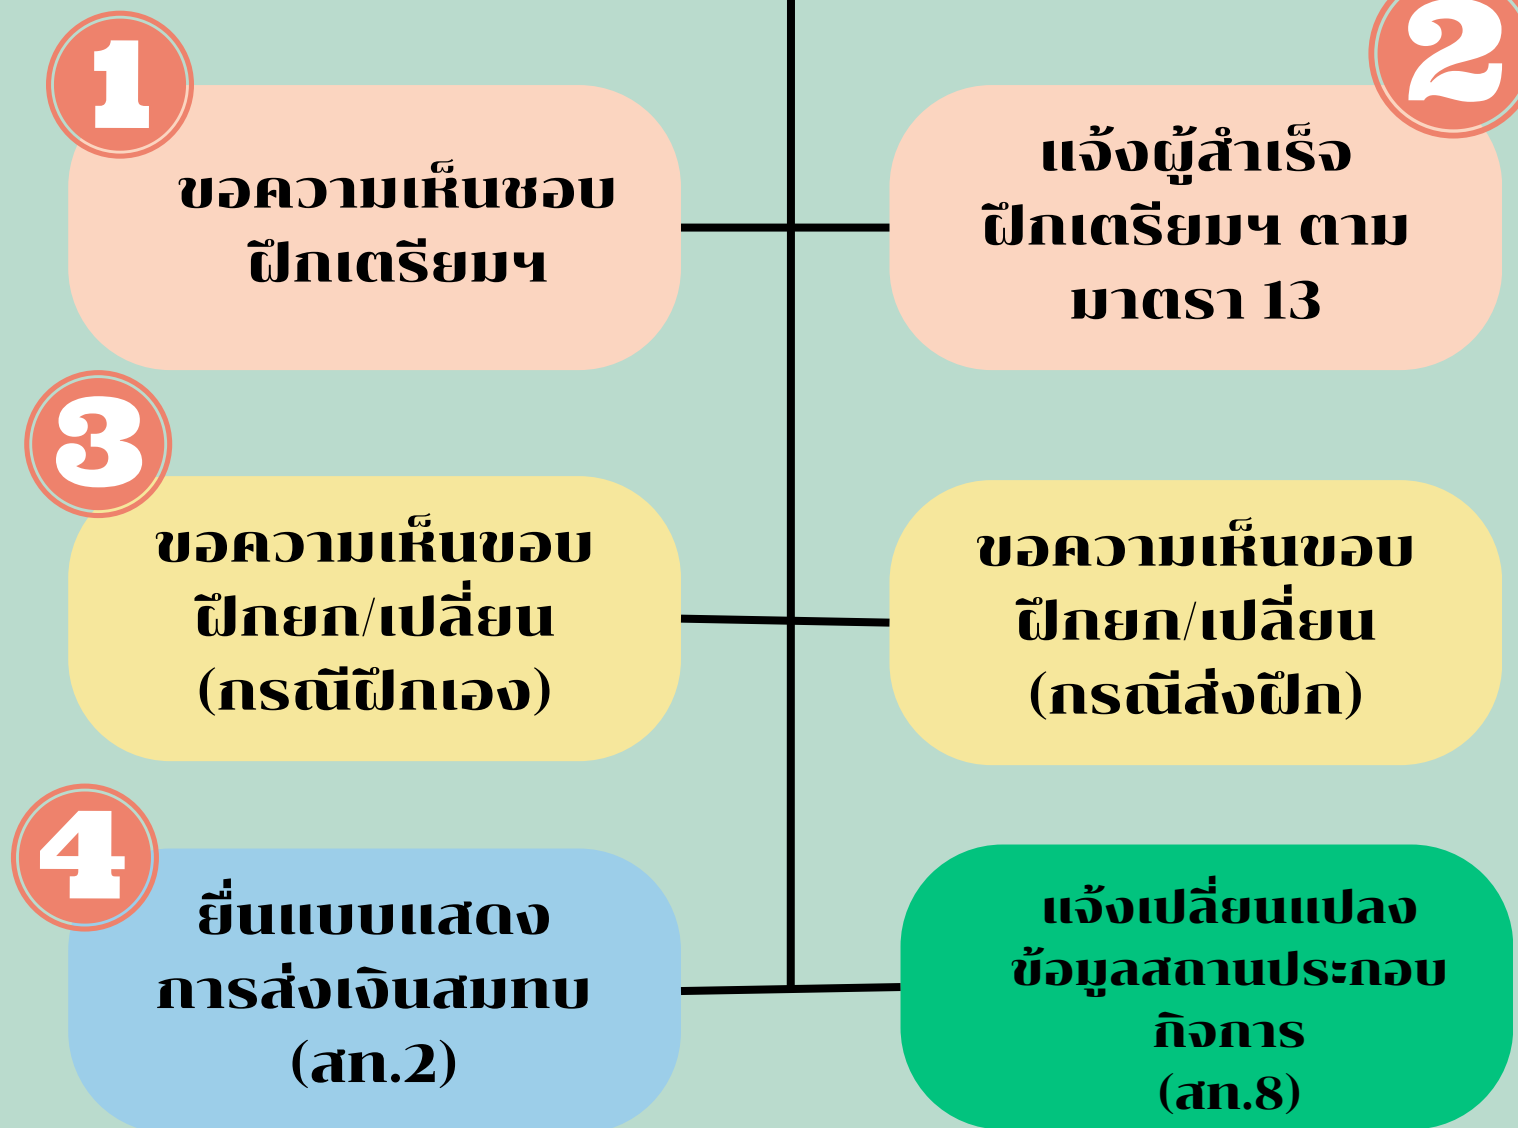 1
ขอความเห็นชอบ
ฝึกเตรียมฯ
2
แจ้งผู้สำเร็จ
ฝึกเตรียมฯ ตาม
มาตรา 13
3
ขอความเห็นขอบ
ฝึกยก/เปลี่ยน
(กรณีฝึกเอง)
ขอความเห็นขอบ
ฝึกยก/เปลี่ยน
(กรณีส่งฝึก)
4
ยื่นแบบแสดง
การส่งเงินสมทบ
(สท.2)
แจ้งเปลี่ยนแปลง
ข้อมูลสถานประกอบ
กิจการ
(สท.8)